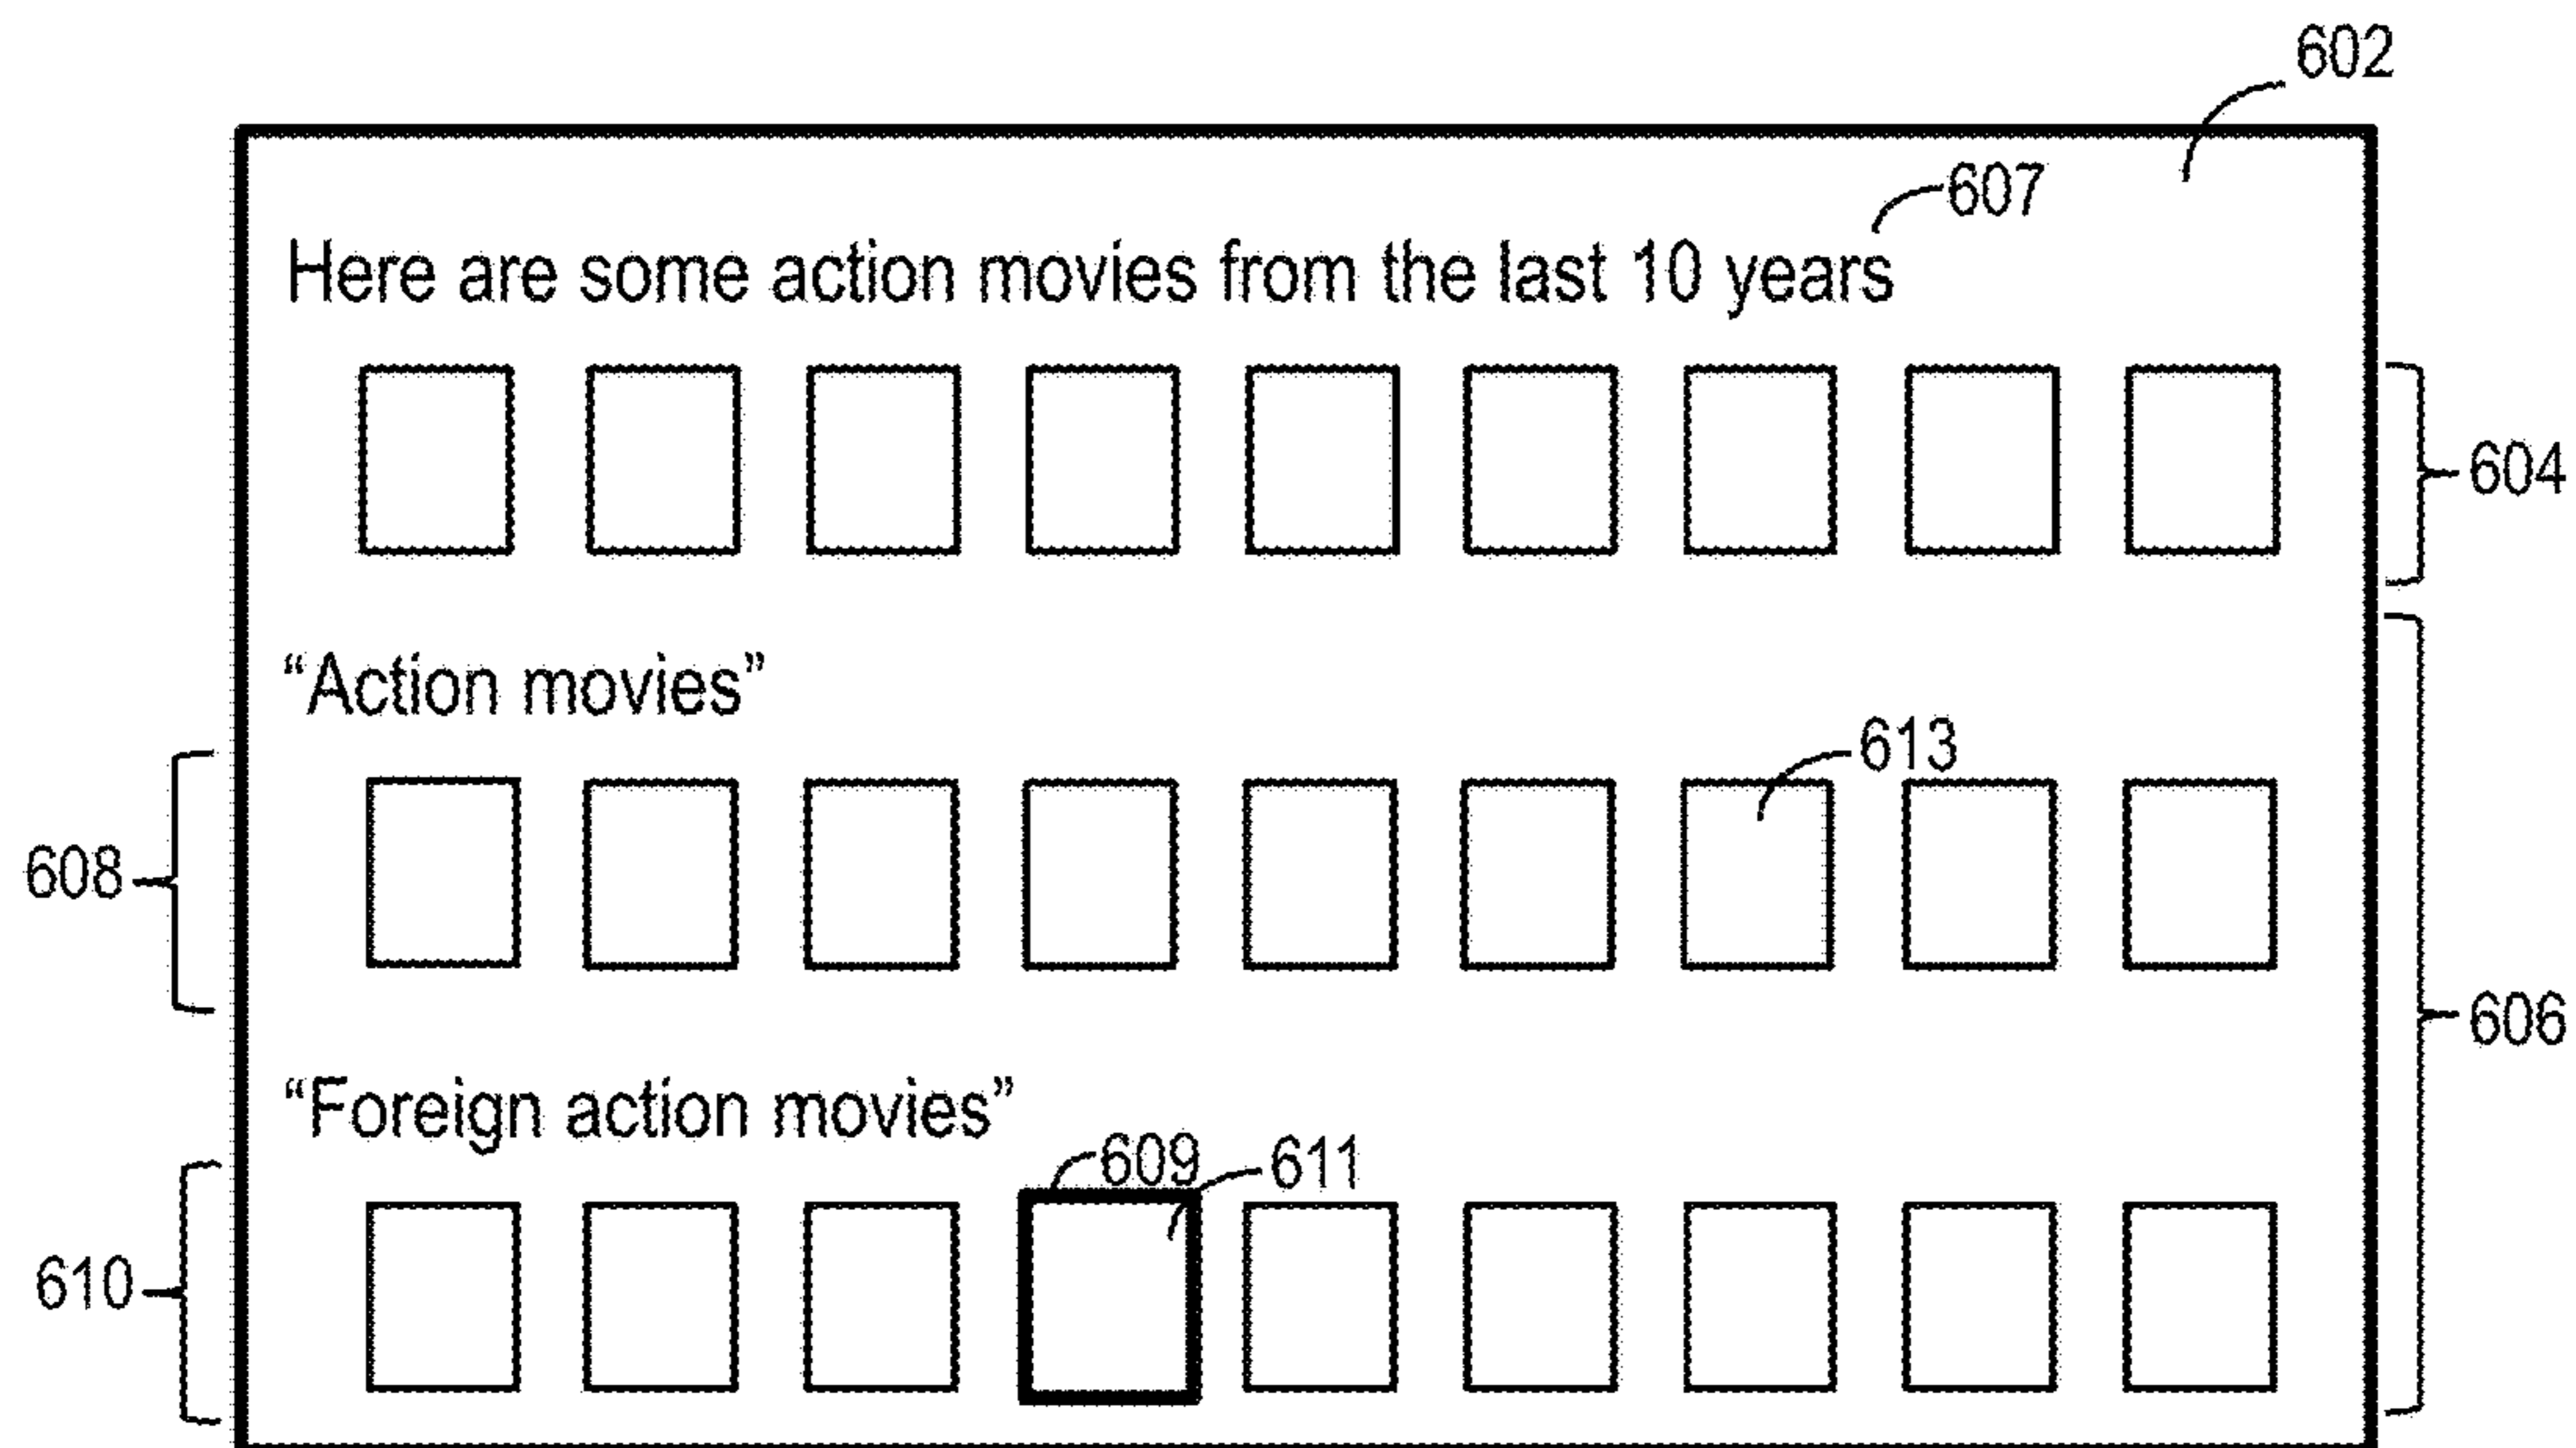 602
607
Here are some action movies from the last 10 years
604
“Action movies”
613
608
606
“Foreign action movies”
609 611
610